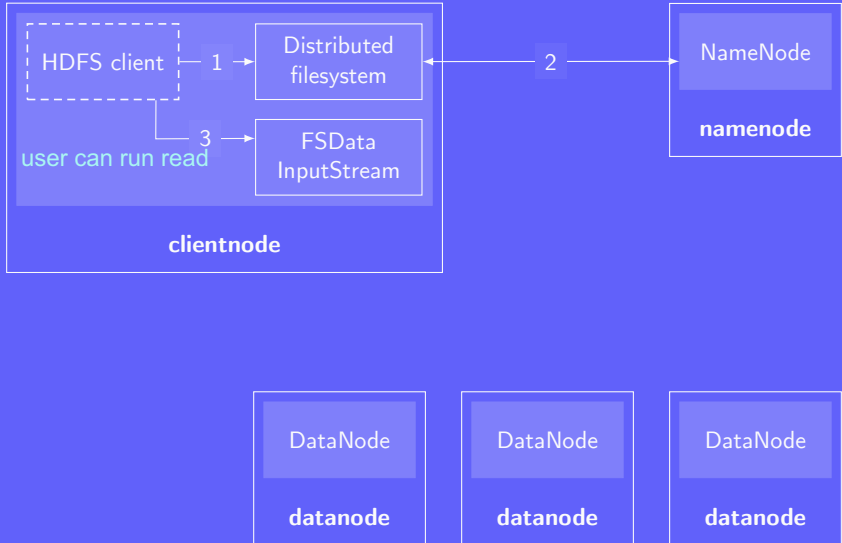 HDFS client
1
Distributed
filesystem
2
NameNode
namenode
3
FSData
InputStream
user can run read
clientnode
DataNode
datanode
DataNode
datanode
DataNode
datanode